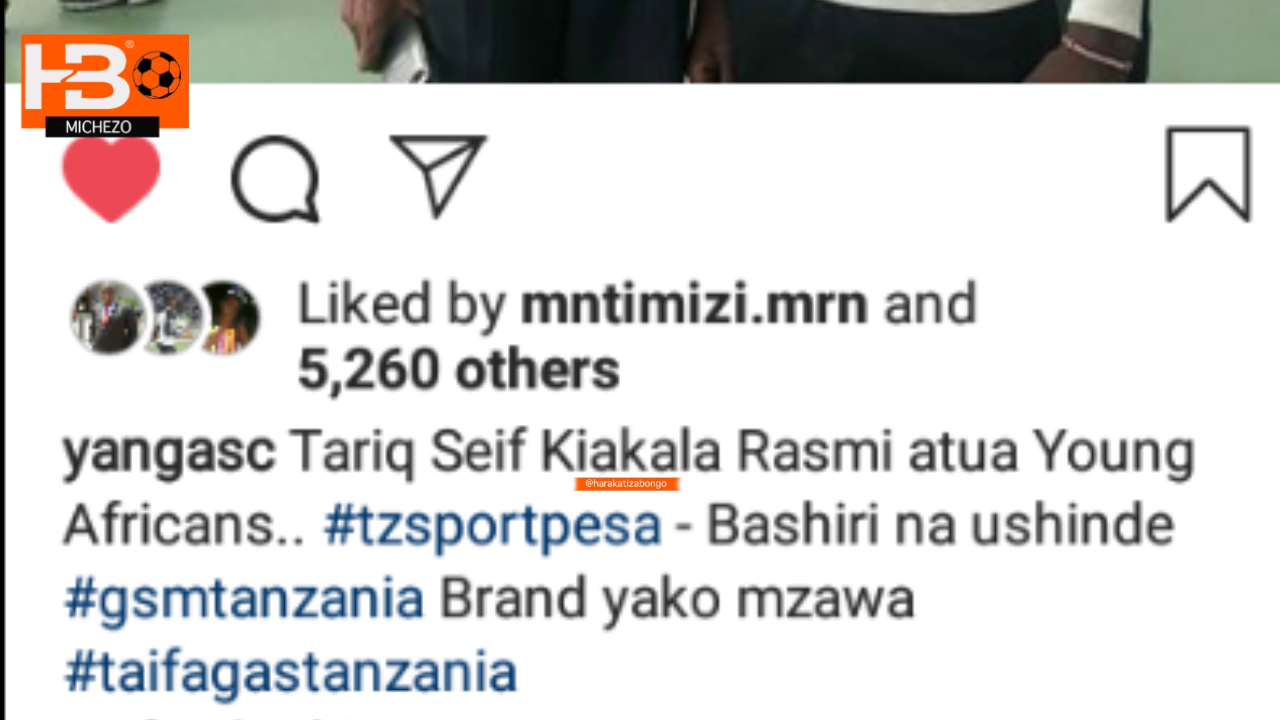 HB
MICHEZO
Liked by mntimizi.mrn and
5,260 others
yangasc Tariq Seif Kiakala Rasmi atua Young
@harakatizabongo
Africans.. #tzsportpesa - Bashiri na ushinde
#gsmtanzania Brand yako mzawa
#taifagastanzania